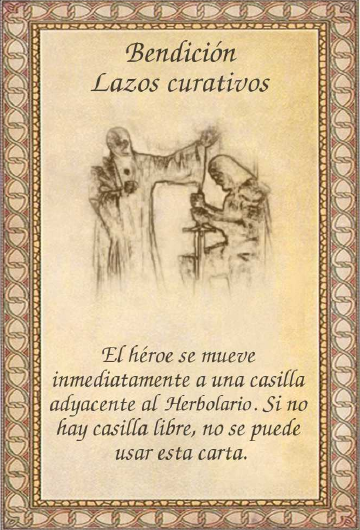 Bendición
Lazos curativos
El héroe se mueve
inmediatamente a una casilla
adyacente al Herbolario. Si no
hay casilla libre, no se puede
usar esta carta.